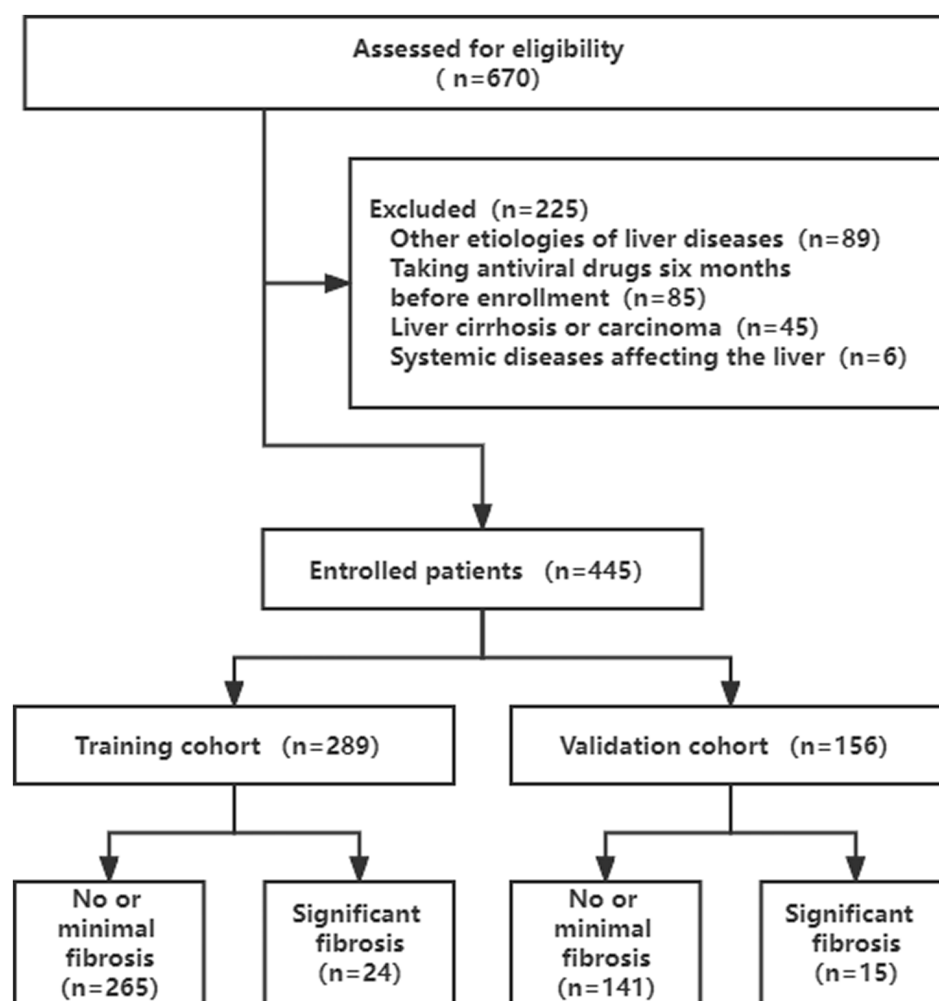 Assessed for eligibility
( n=670)
Excluded (n=225)
Other etiologies of liver diseases (n=89)
Taking antiviral drugs six months
before enrollment (n=85)
Liver cirrhosis or carcinoma (n=45)
Systemic diseases affecting the liver (n=6)
Entrolled patients (n=445)
Training cohort (n=289)
Validation cohort (n=156)
No or
minimal
fibrosis
(n=265)
Significant
fibrosis
(n=24)
No or
minimal
fibrosis
(n=141)
Significant
fibrosis
(n=15)